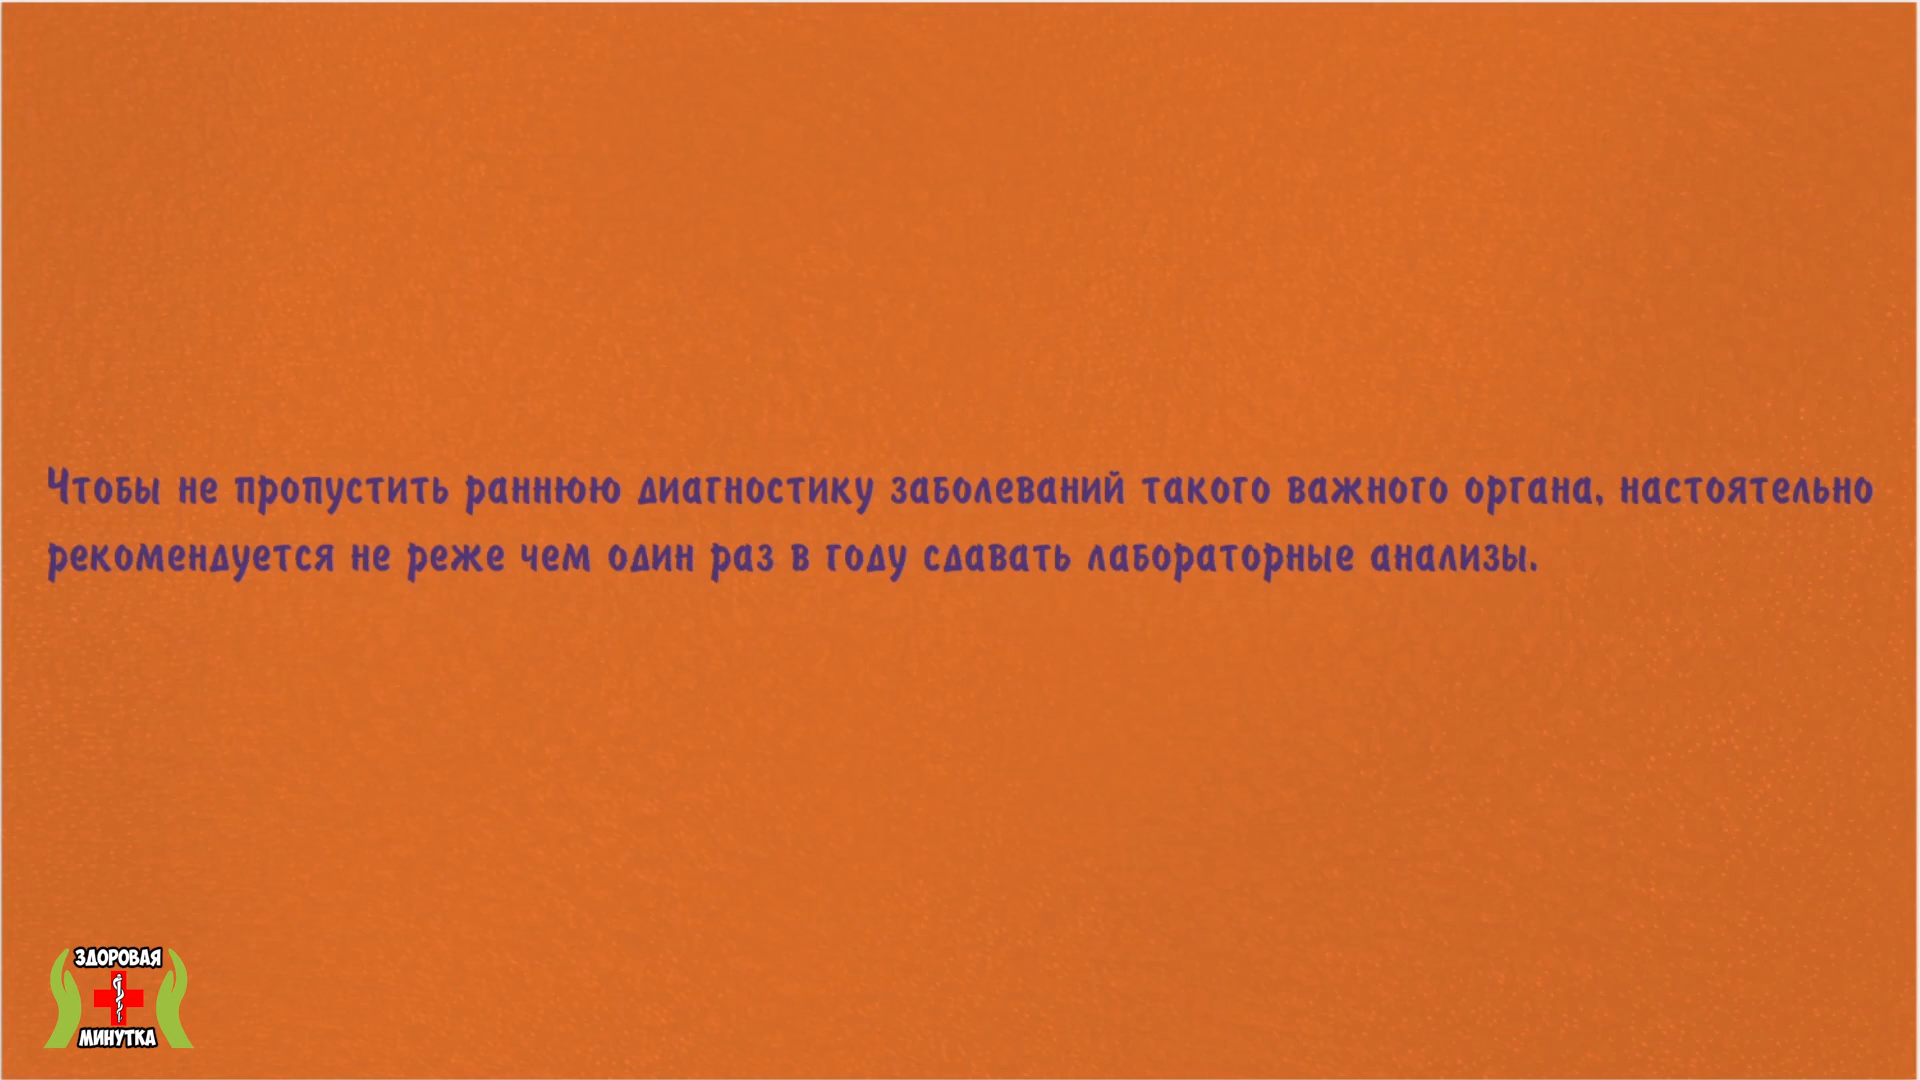 Чтобы не пропустить раннюю диагностику заболеваний такого важного органа, настоятельно
рекомендуется не реже чем один раз в году сдавать лабораторные анализы.
ЗДОРОВАЯ
МИНУТКА